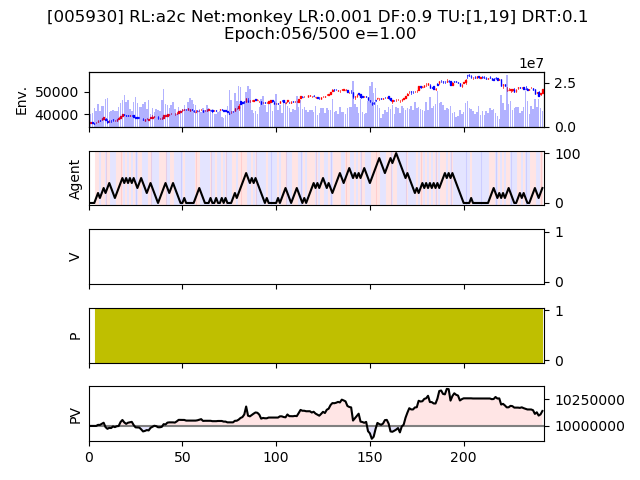 [005930] RL:a2c Net:monkey LR:0.001 DF:0.9 TU:[1,19] DRT:0.1
Epoch:056/500 e=1.00
1e7
Env.
50000
40000
2.5
0.0
Agent
100
0
V
1
0
P
1
0
PV
10250000
10000000
0 50 100 150 200